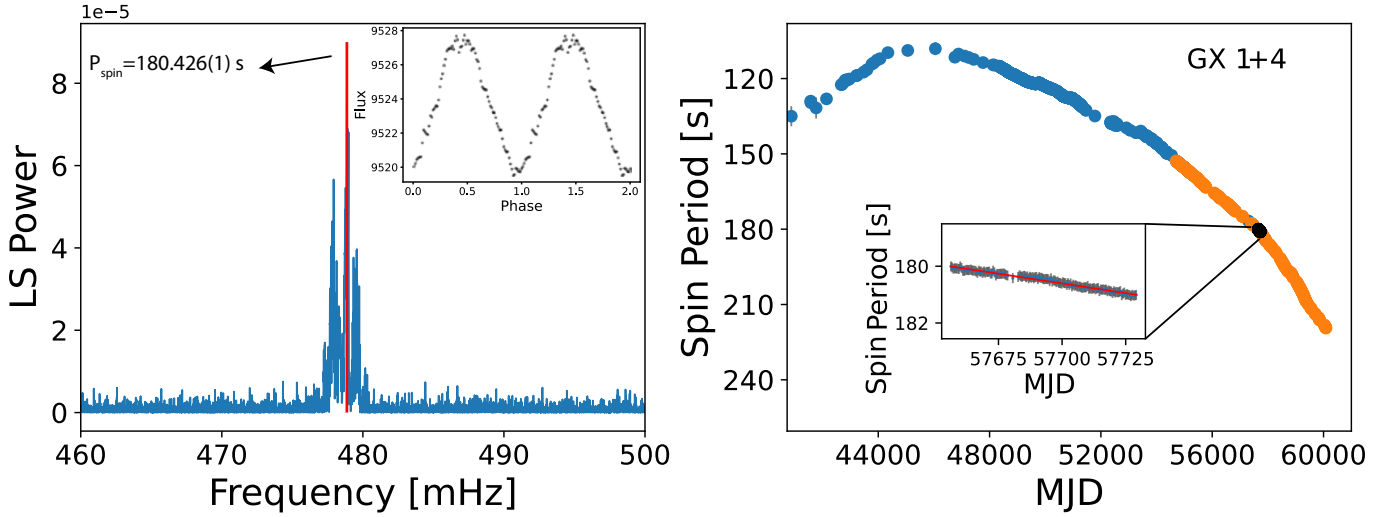 1e−5
P_spin=180.426(1) s
LS Power
8
6
4
2
0
460 470 480 490 500
Frequency [mHz]
Flux
9528
9526
9524
9522
9520
0.0 0.5 1.0 1.5 2.0
Phase
GX 1+4
Spin Period [s]
120
150
180
210
240
44000 48000 52000 56000 60000
MJD
Spin Period [s]
180
182
57675 57700 57725
MJD